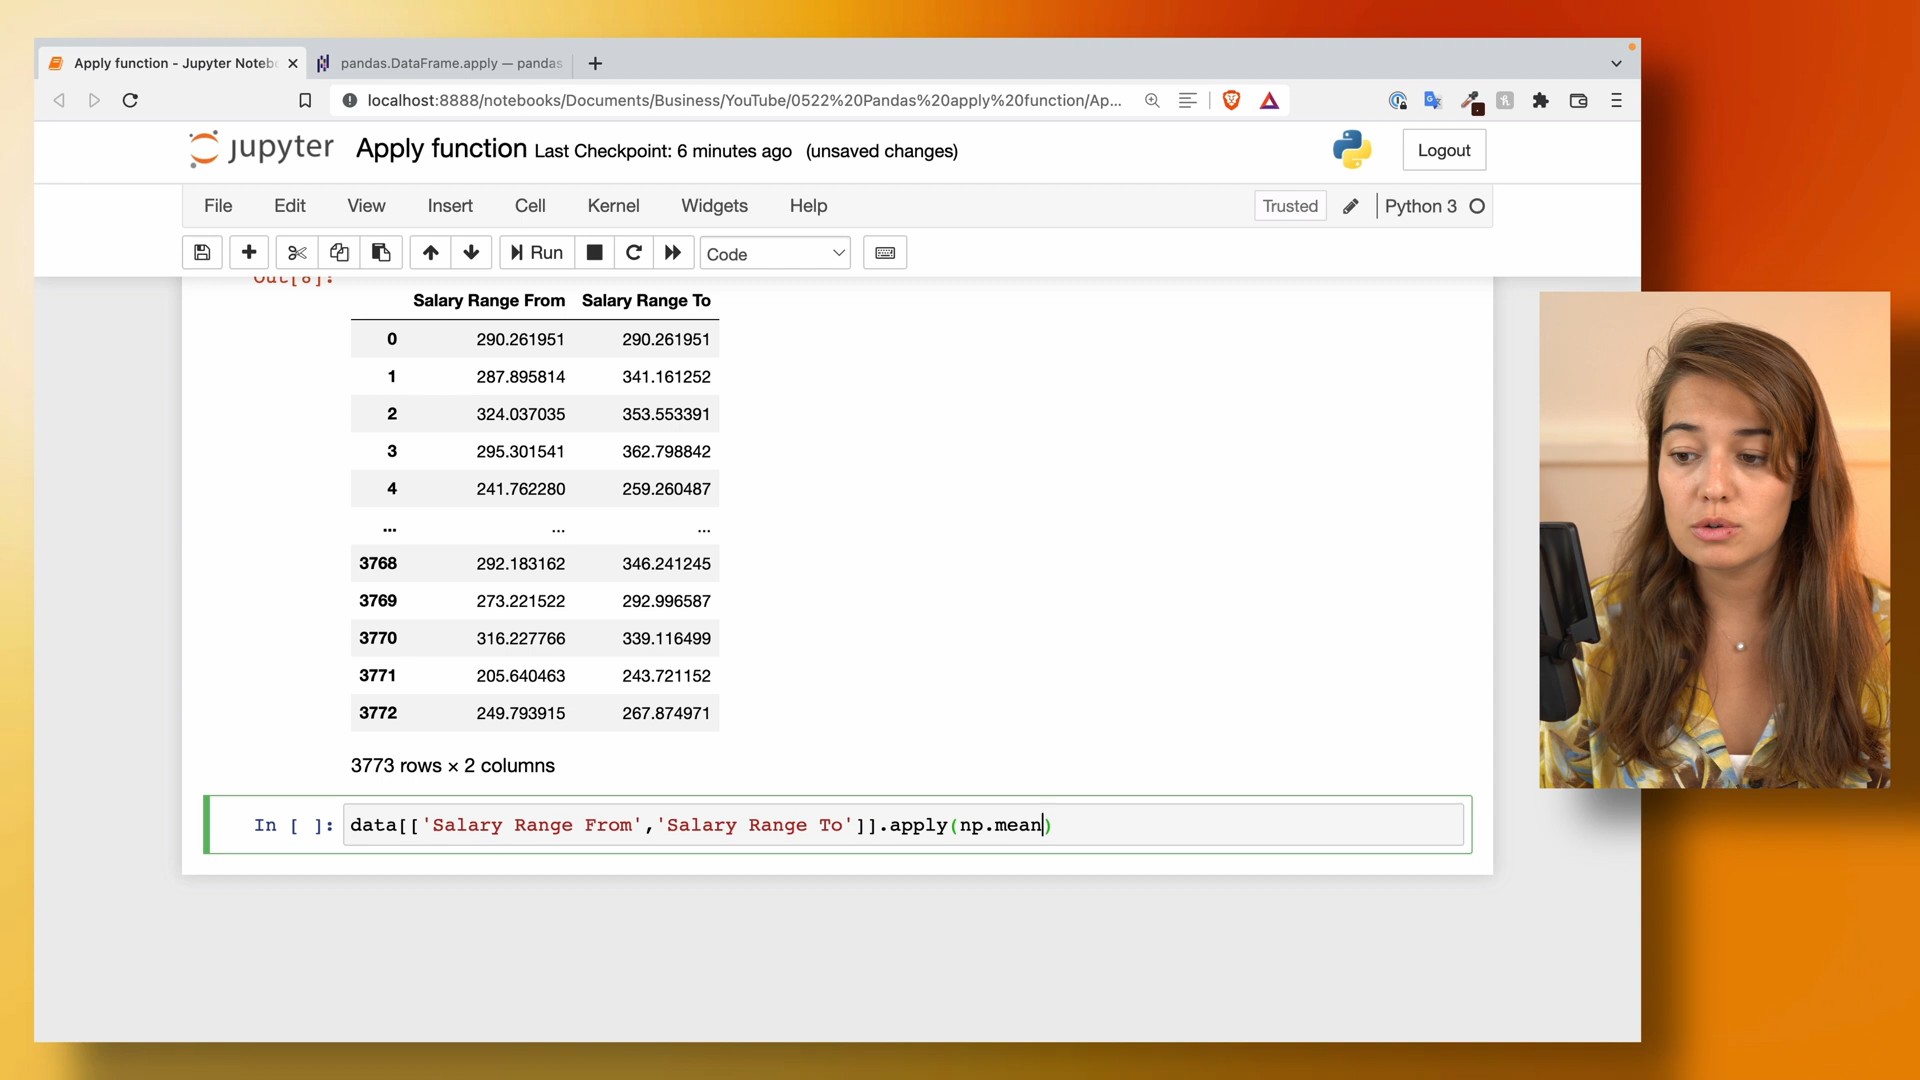 Apply function - Jupyter Noteb
pandas.DataFrame.apply — pandas
localhost:8888/notebooks/Documents/Business/YouTube/0522%20Pandas%20apply%20function/Ap...
jupyter Apply function Last Checkpoint: 6 minutes ago (unsaved changes)
Logout
File Edit View Insert Cell Kernel Widgets Help
Trusted Python 3
Run Code
Out[6]:
Salary Range From Salary Range To
0 290.261951 290.261951
1 287.895814 341.161252
2 324.037035 353.553391
3 295.301541 362.798842
4 241.762280 259.260487
... ... ...
3768 292.183162 346.241245
3769 273.221522 292.996587
3770 316.227766 339.116499
3771 205.640463 243.721152
3772 249.793915 267.874971
3773 rows × 2 columns
In [ ]: data[['Salary Range From','Salary Range To']].apply(np.mean)